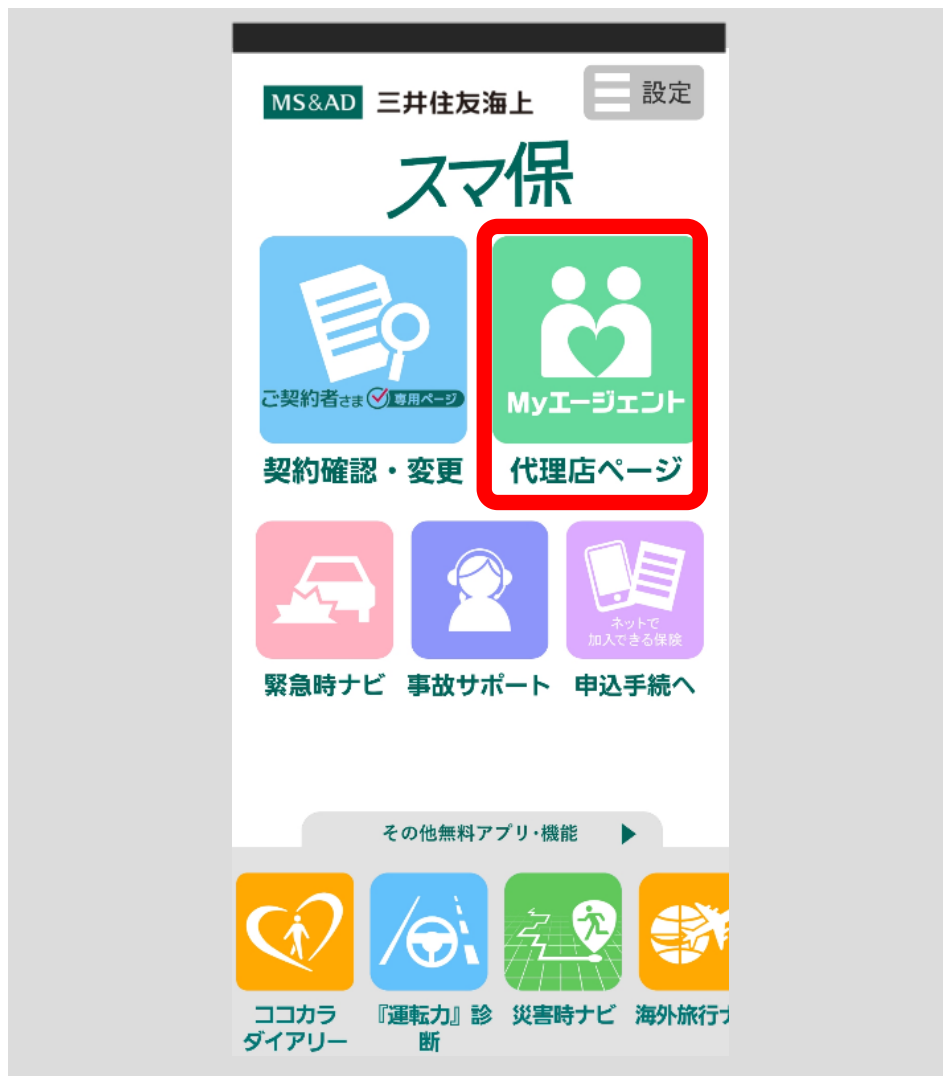 MS&AD 三井住友海上
設定
スマ保
ご契約者さま 専用ページ
Myエージェント
契約確認・変更
代理店ページ
ネットで
加入できる保険
緊急時ナビ
事故サポート
申込手続へ
その他無料アプリ・機能
ココカラ
ダイアリー
『運転力』診
断
災害時ナビ
海外旅行ナ